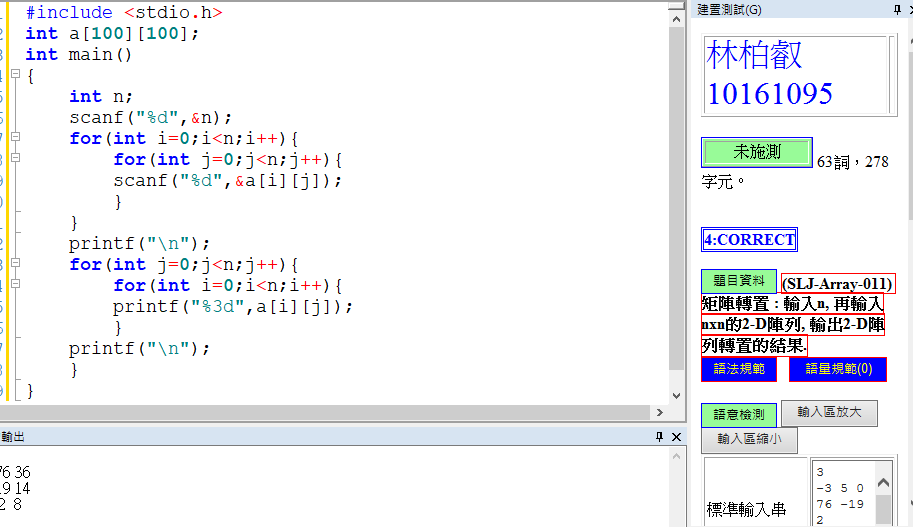 #include <stdio.h>
int a[100][100];
int main()
{
int n;
scanf("%d",&n);
for(int i=0;i<n;i++){
for(int j=0;j<n;j++){
scanf("%d",&a[i][j]);
}
}
printf("\n");
for(int j=0;j<n;j++){
for(int i=0;i<n;i++){
printf("%3d",a[i][j]);
}
printf("\n");
}
}
輸出
76 36
19 14
2 8
建置測試(G)
林柏叡
10161095
未施測 63詞，278
字元。
4:CORRECT
題目資料 (SLJ-Array-011)
矩陣轉置 : 輸入n, 再輸入
nxn的2-D陣列, 輸出2-D陣
列轉置的結果.
語法規範 語量規範(0)
語意檢測 輸入區放大
輸入區縮小
標準輸入串
3
-3 5 0
76 -19
2